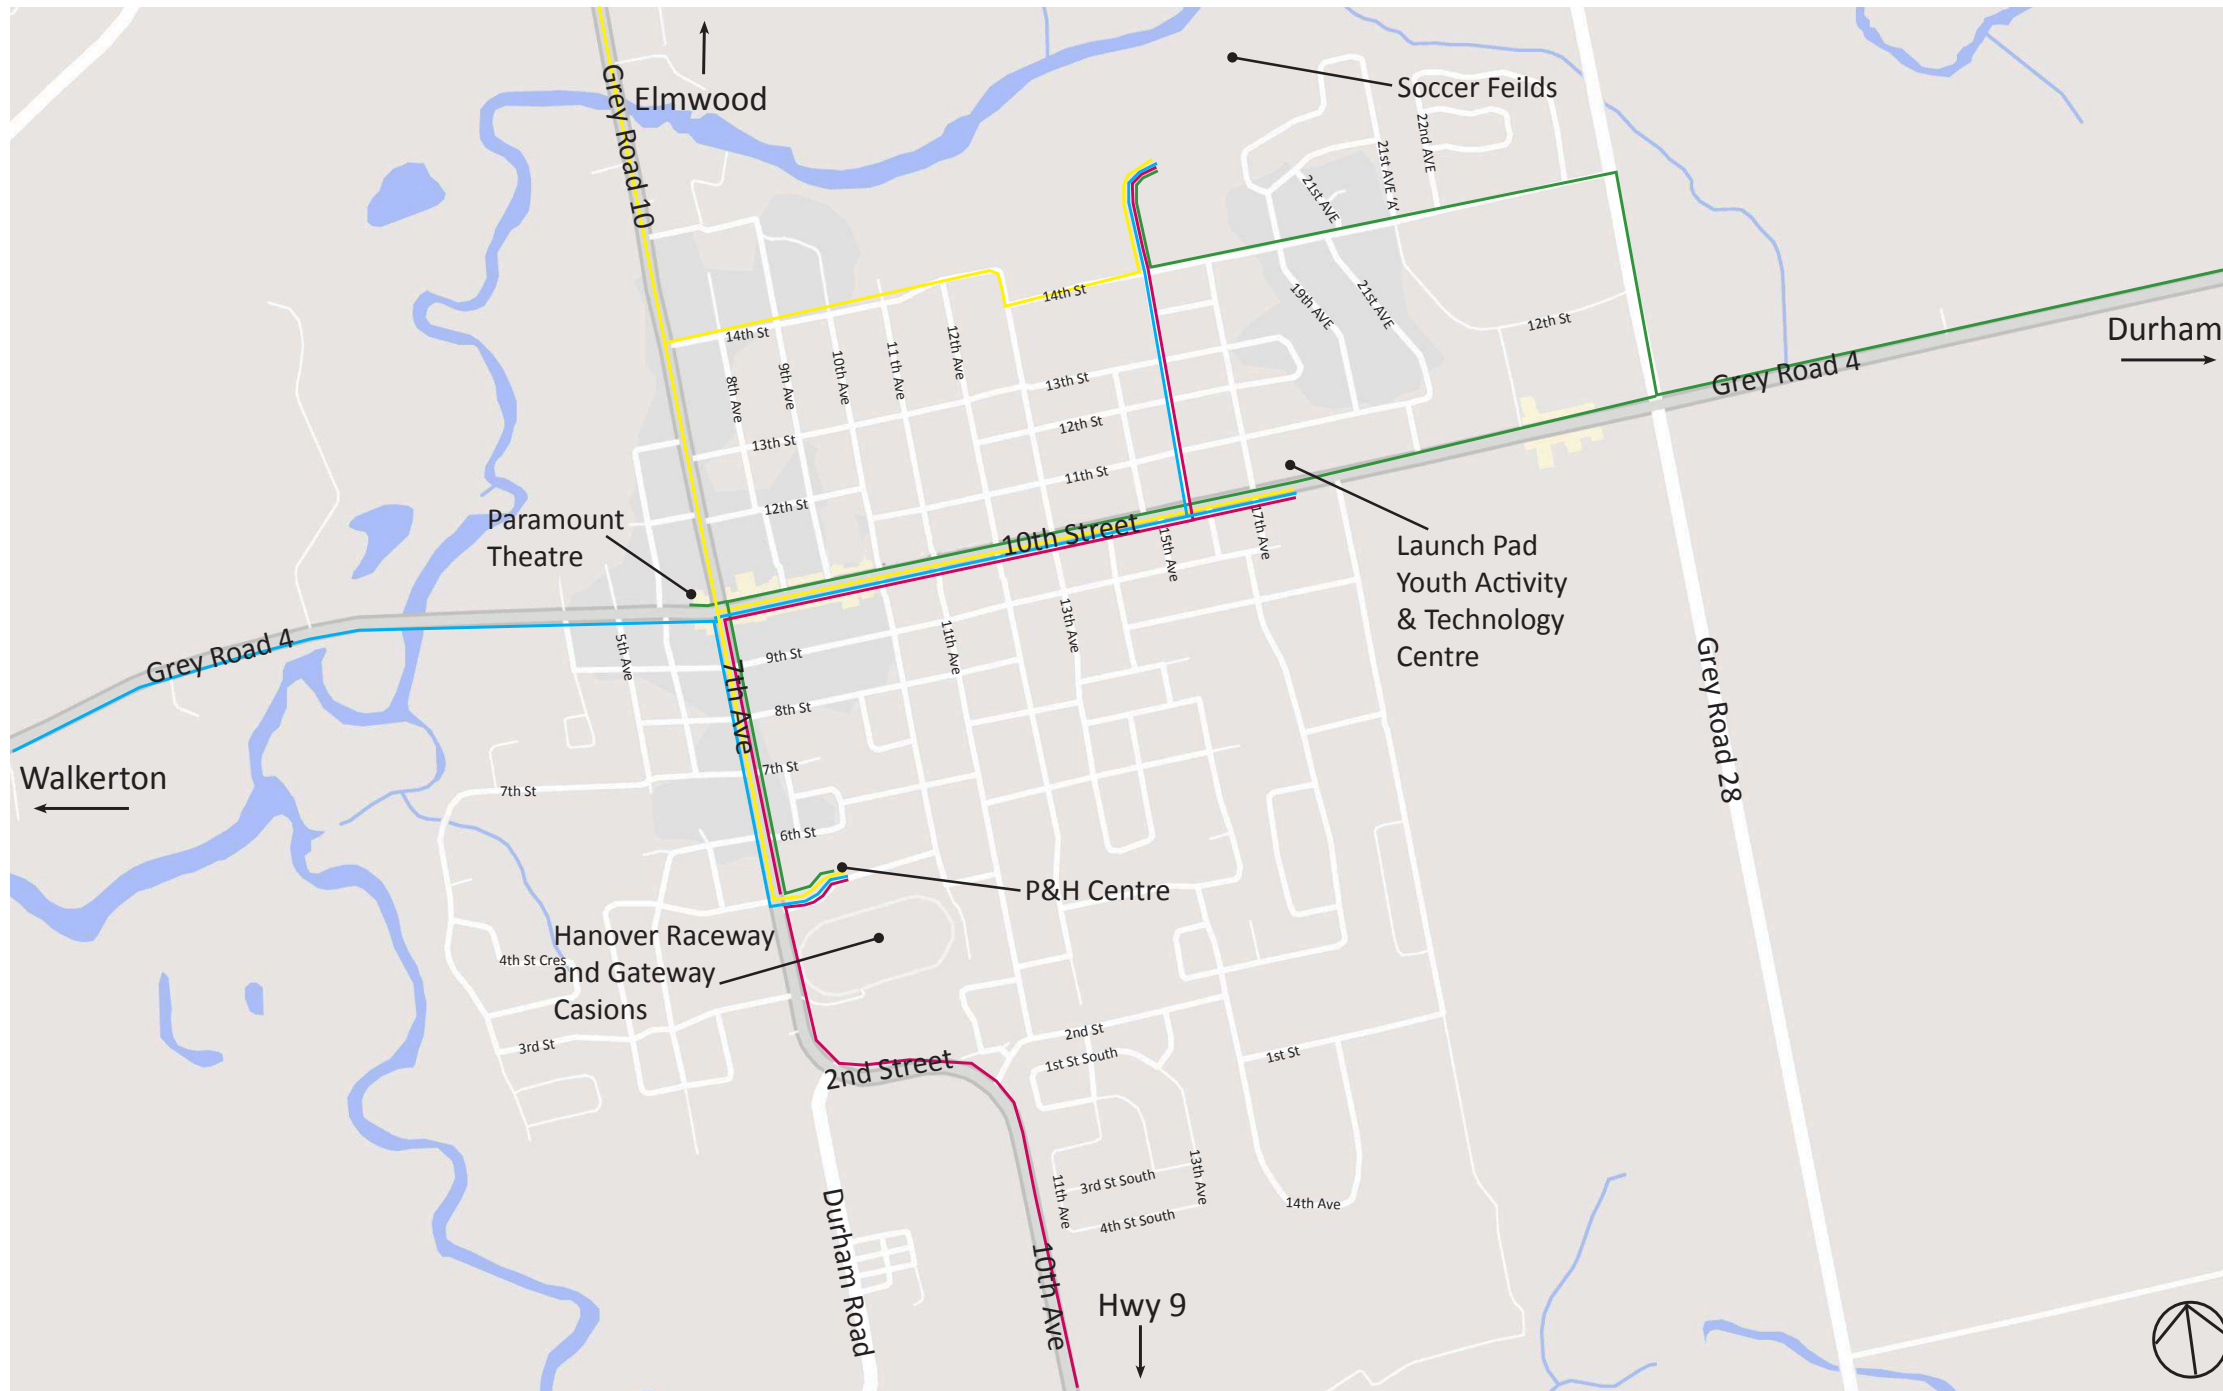 Elmwood
Grey Road 10
Soccer Feilds
22nd AVE
21st AVE 'A'
21st AVE
19th AVE
21st AVE
14th St
14th St
12th St
Durham
Grey Road 4
8th Ave
9th Ave
10th Ave
11 th Ave
12th Ave
13th St
13th St
12th St
12th St
11th St
Paramount
Theatre
10th Street
15th Ave
17th Ave
Launch Pad
Youth Activity
& Technology
Centre
Grey Road 4
5th Ave
7th Ave
9th St
11th Ave
13th Ave
8th St
7th St
7th St
6th St
Walkerton
Grey Road 28
P&H Centre
Hanover Raceway
and Gateway
Casions
4th St Cres
3rd St
2nd Street
2nd St
1st St South
1st St
11th Ave
3rd St South
4th St South
13th Ave
14th Ave
Durham Road
10th Ave
Hwy 9